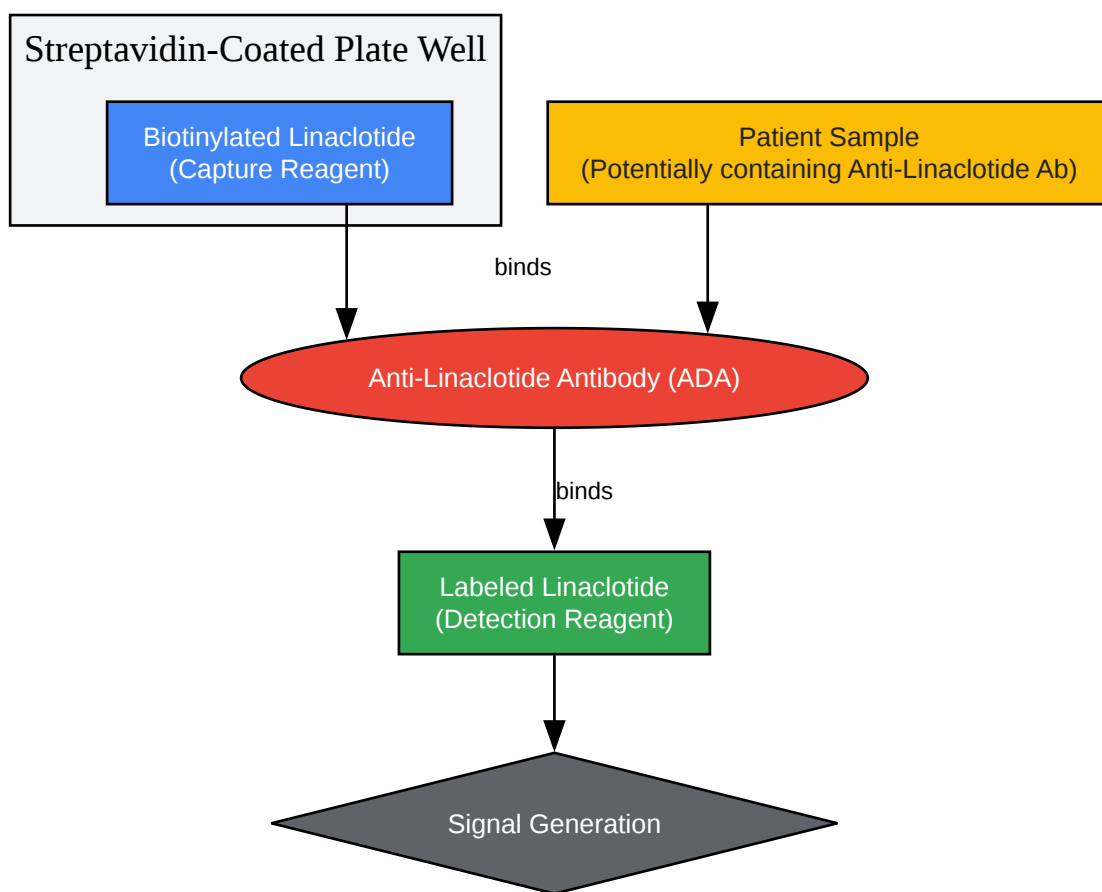 Streptavidin-Coated Plate Well
Biotinylated Linaclotide
(Capture Reagent)
Patient Sample
(Potentially containing Anti-Linaclotide Ab)
binds
Anti-Linaclotide Antibody (ADA)
binds
Labeled Linaclotide
(Detection Reagent)
Signal Generation